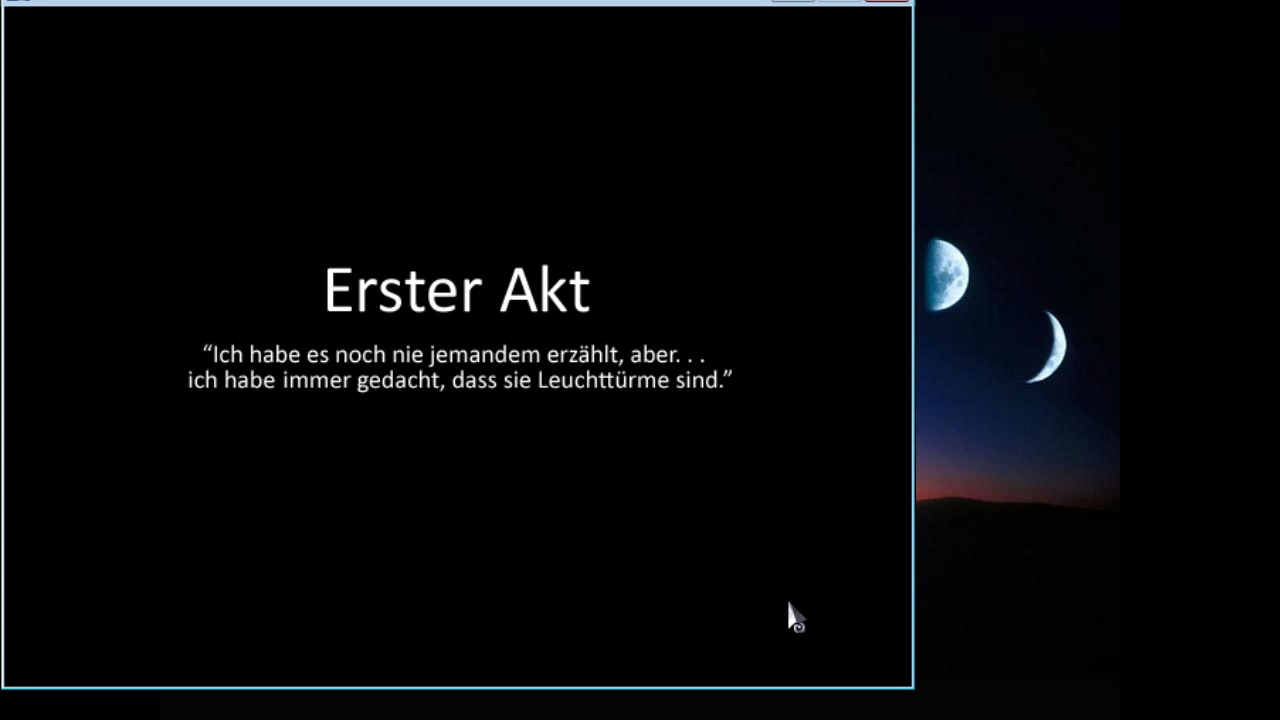 Erster Akt
“Ich habe es noch nie jemandem erzählt, aber. . .
ich habe immer gedacht, dass sie Leuchttürme sind.”